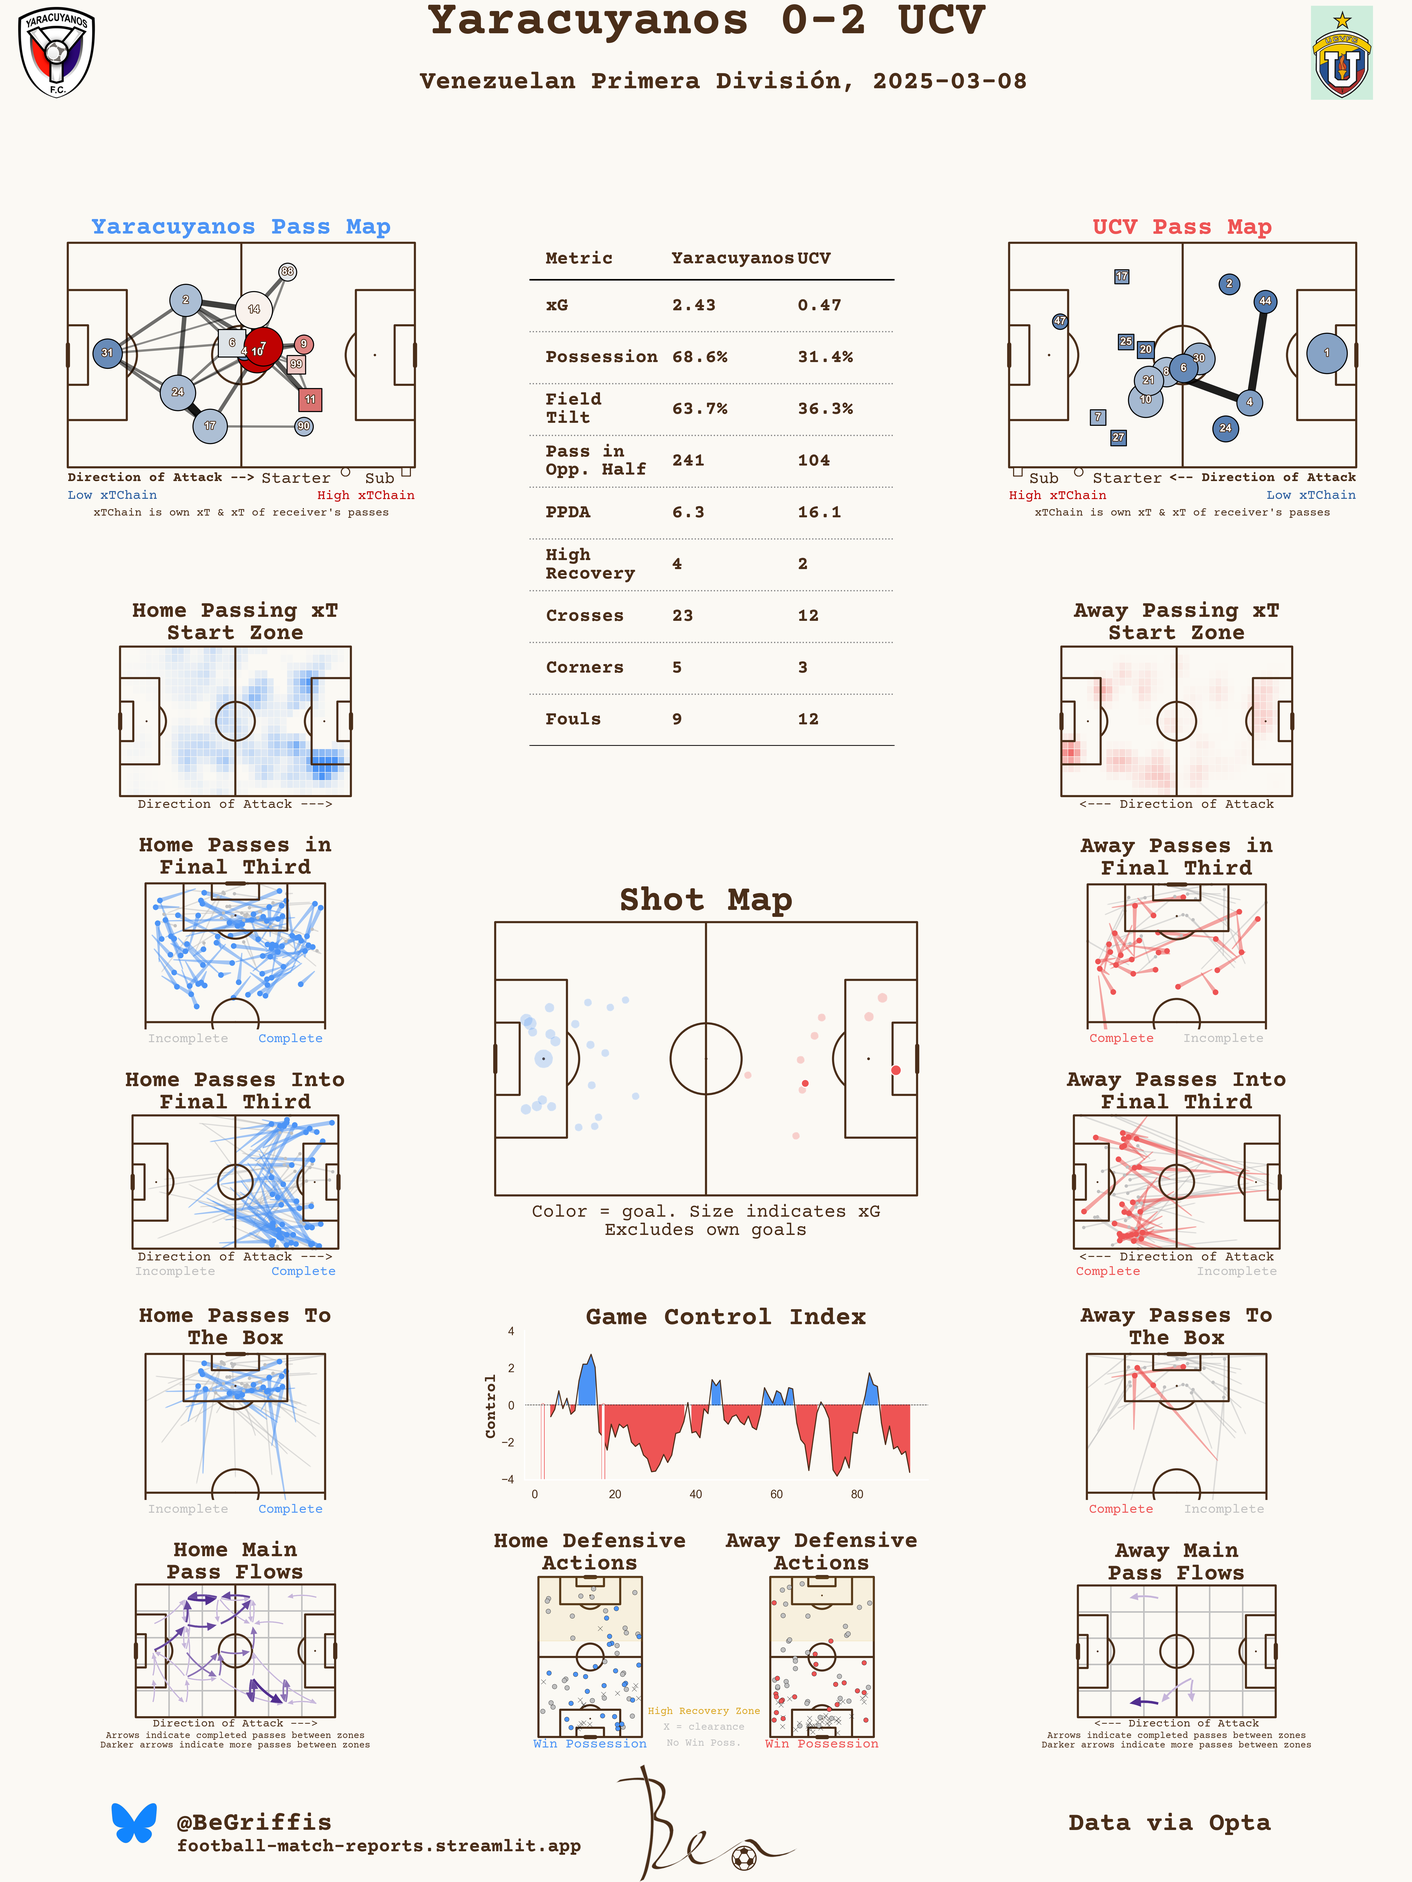 Yaracuyanos 0-2 UCV
Venezuelan Primera División, 2025-03-08
YARACUYANOS
F.C.
UCVFC
U
Yaracuyanos Pass Map
88
2
14
6
7
4
10
9
31
99
24
11
17
90
Direction of Attack --> Starter Sub
Low xTChain High xTChain
xTChain is own xT & xT of receiver's passes
Metric Yaracuyanos UCV
xG 2.43 0.47
Possession 68.6% 31.4%
Field
Tilt 63.7% 36.3%
Pass in
Opp. Half 241 104
PPDA 6.3 16.1
High
Recovery 4 2
Crosses 23 12
Corners 5 3
Fouls 9 12
UCV Pass Map
17
2
44
47
25
20
30
1
8
6
21
10
4
7
24
27
Sub Starter <-- Direction of Attack
High xTChain Low xTChain
xTChain is own xT & xT of receiver's passes
Home Passing xT
Start Zone
Direction of Attack --->
Away Passing xT
Start Zone
<--- Direction of Attack
Home Passes in
Final Third
Incomplete Complete
Away Passes in
Final Third
Complete Incomplete
Shot Map
Color = goal. Size indicates xG
Excludes own goals
Home Passes Into
Final Third
Direction of Attack --->
Incomplete Complete
Away Passes Into
Final Third
<--- Direction of Attack
Complete Incomplete
Home Passes To
The Box
Incomplete Complete
Game Control Index
Control
4
2
0
−2
−4
0 20 40 60 80
Away Passes To
The Box
Complete Incomplete
Home Main
Pass Flows
Direction of Attack --->
Arrows indicate completed passes between zones
Darker arrows indicate more passes between zones
Home Defensive
Actions
Win Possession
Away Defensive
Actions
Win Possession
High Recovery Zone
X = clearance
No Win Poss.
Away Main
Pass Flows
<--- Direction of Attack
Arrows indicate completed passes between zones
Darker arrows indicate more passes between zones
@BeGriffis
football-match-reports.streamlit.app
Ben
Data via Opta